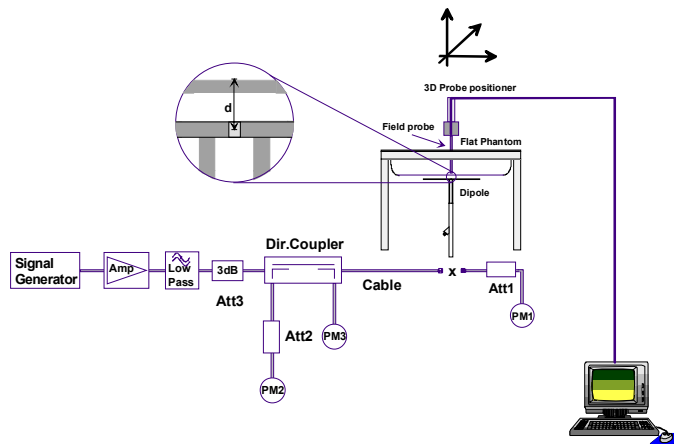 d
3D Probe positioner
Field probe
Flat Phantom
Dipole
Dir.Coupler
Signal
Generator
Amp
Low
Pass
3dB
Att3
Cable
x
Att1
PM1
Att2
PM3
PM2